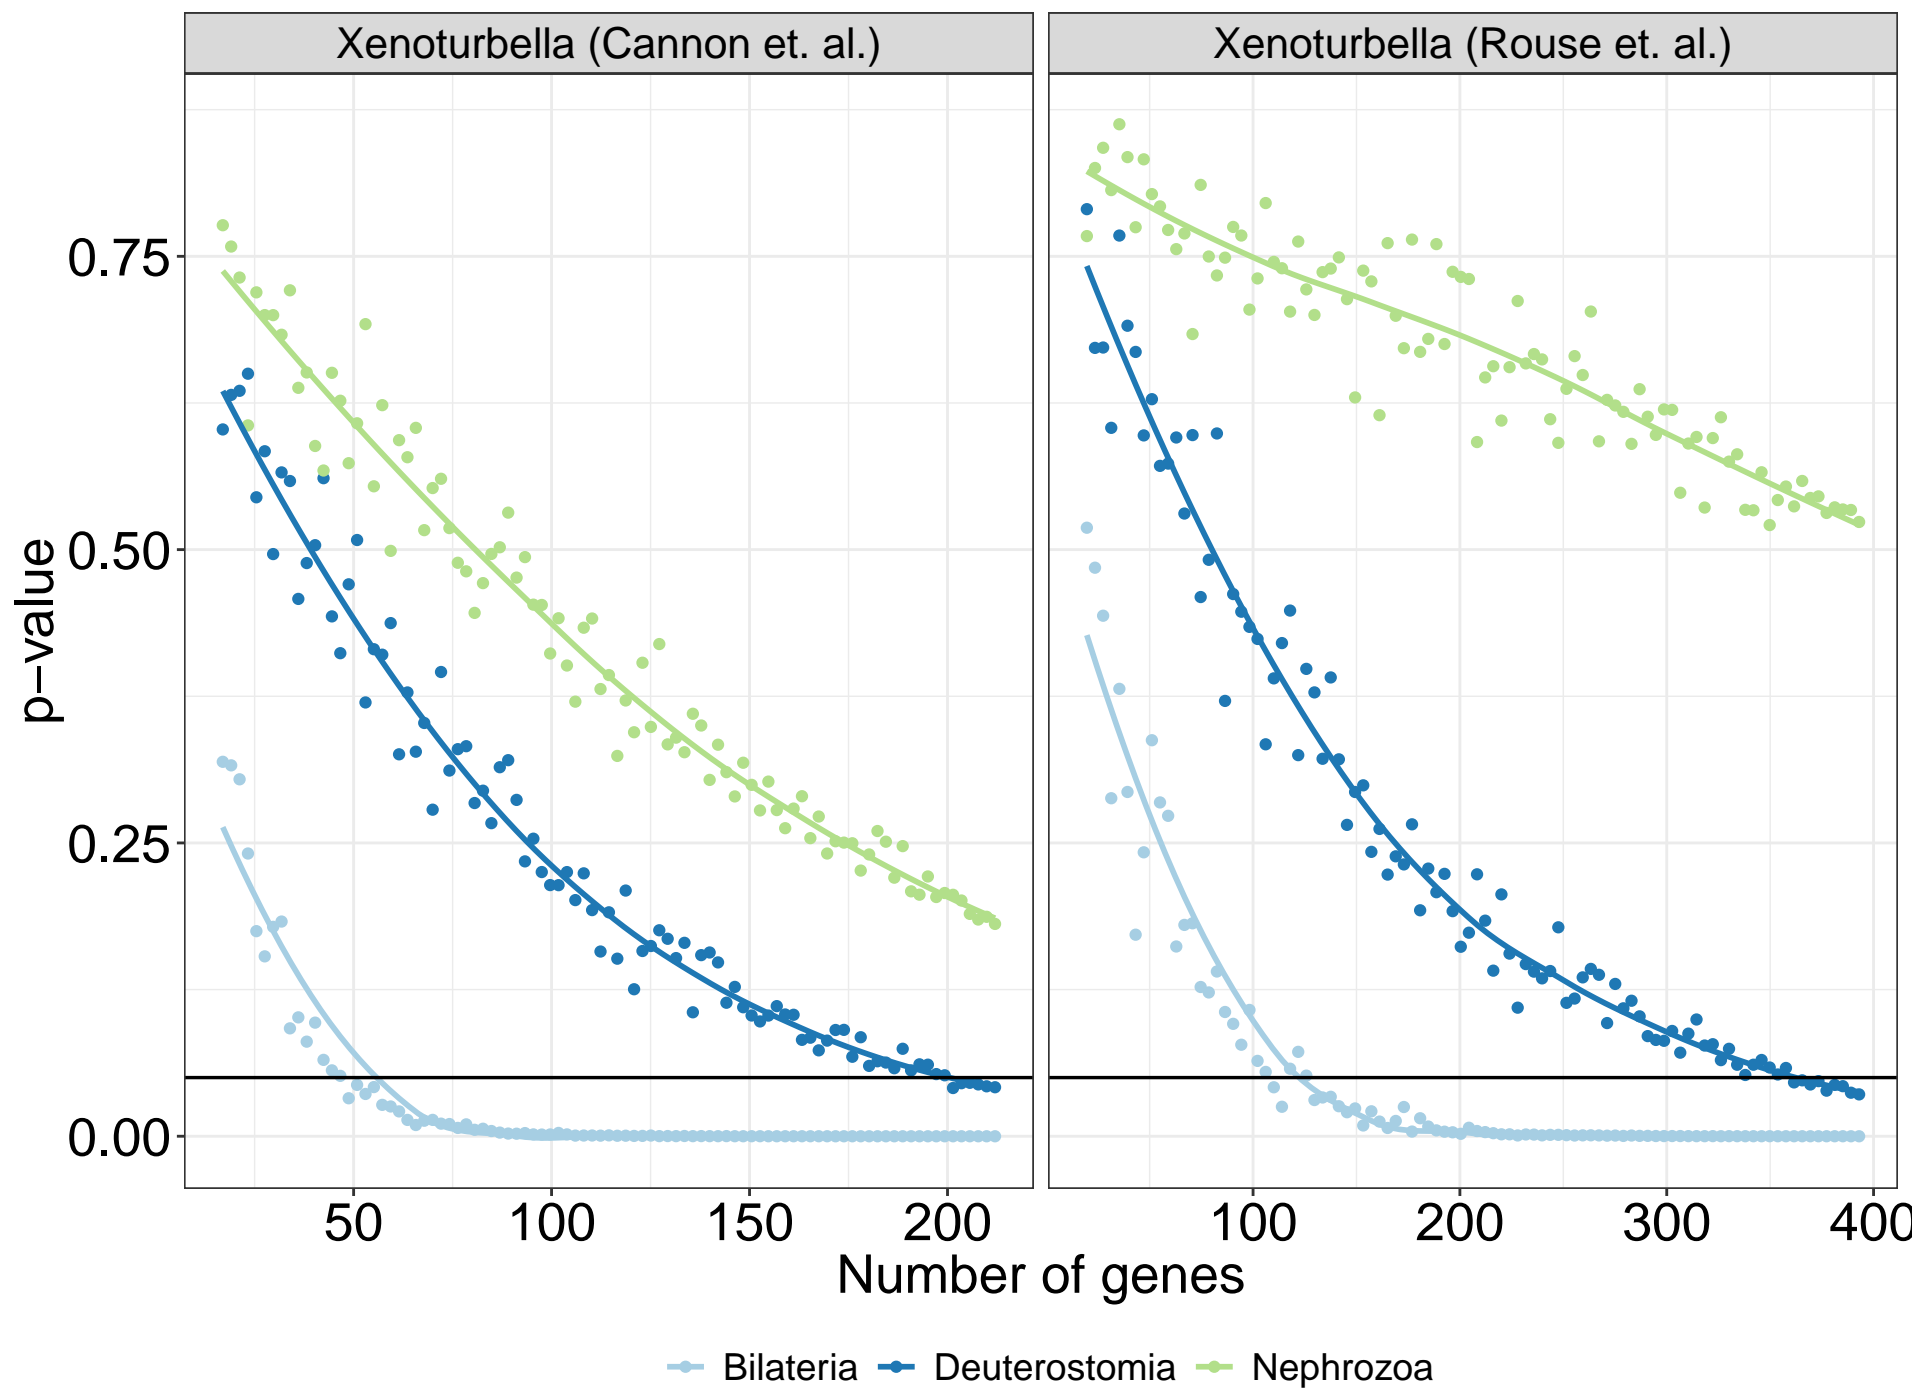 Xenoturbella (Cannon et. al.)
Xenoturbella (Rouse et. al.)
p−value
0.75
0.50
0.25
0.00
50 100 150 200
100 200 300 400
Number of genes
Bilateria Deuterostomia Nephrozoa